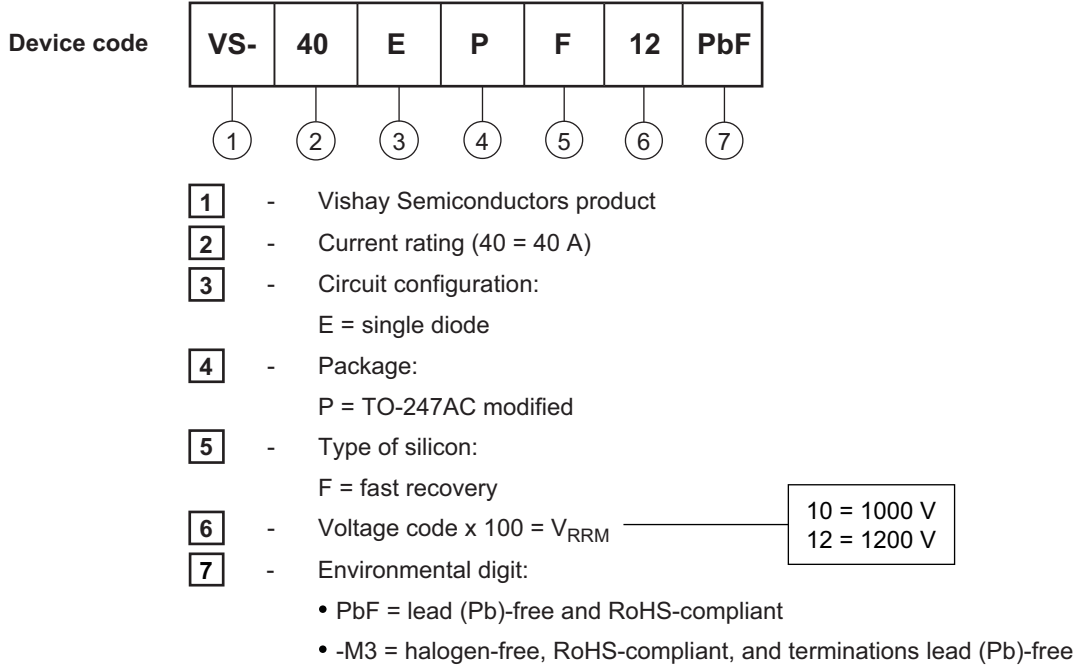 Device code VS- 40 E P F 12 PbF
1 2 3 4 5 6 7
1 - Vishay Semiconductors product
2 - Current rating (40 = 40 A)
3 - Circuit configuration:
E = single diode
4 - Package:
P = TO-247AC modified
5 - Type of silicon:
F = fast recovery
6 - Voltage code x 100 = VRRM
10 = 1000 V
12 = 1200 V
7 - Environmental digit:
• PbF = lead (Pb)-free and RoHS-compliant
• -M3 = halogen-free, RoHS-compliant, and terminations lead (Pb)-free